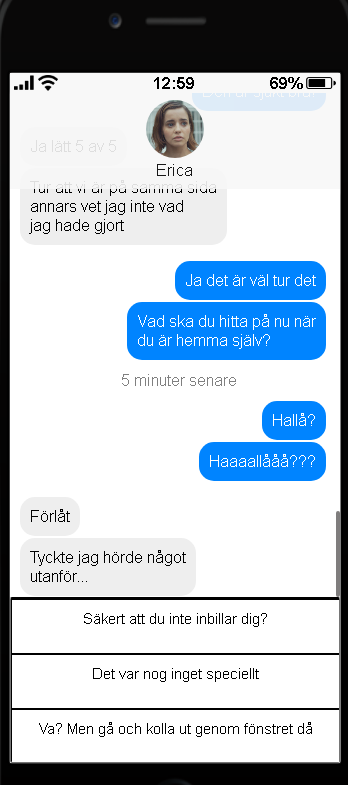 12:59
69%
Erica
Ja lätt 5 av 5
Tur att vi är på samma sida
annars vet jag inte vad
jag hade gjort
Ja det är väl tur det
Vad ska du hitta på nu när
du är hemma själv?
5 minuter senare
Hallå?
Haaaallååå???
Förlåt
Tyckte jag hörde något
utanför...
Säkert att du inte inbillar dig?
Det var nog inget speciellt
Va? Men gå och kolla ut genom fönstret då